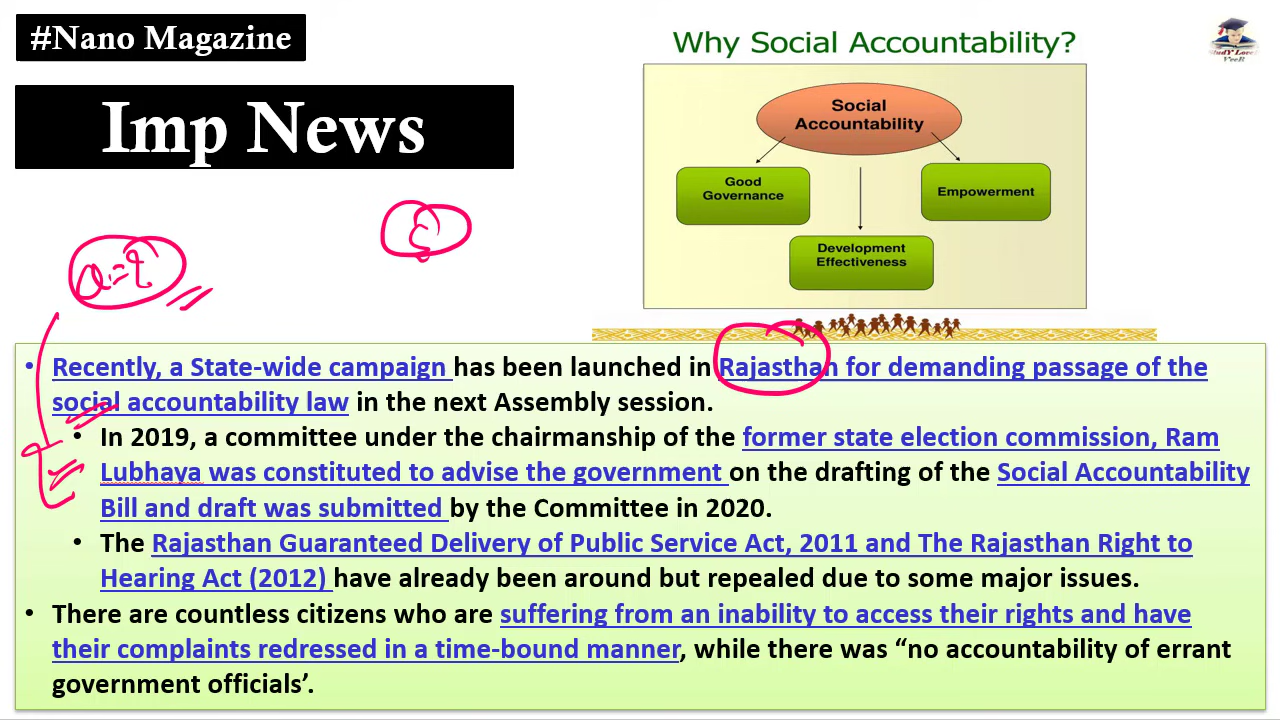 #Nano Magazine
Imp News
Why Social Accountability?
Social
Accountability
Good
Governance
Empowerment
Development
Effectiveness
• Recently, a State-wide campaign has been launched in Rajasthan for demanding passage of the
social accountability law in the next Assembly session.
• In 2019, a committee under the chairmanship of the former state election commission, Ram
Lubhaya was constituted to advise the government on the drafting of the Social Accountability
Bill and draft was submitted by the Committee in 2020.
• The Rajasthan Guaranteed Delivery of Public Service Act, 2011 and The Rajasthan Right to
Hearing Act (2012) have already been around but repealed due to some major issues.
• There are countless citizens who are suffering from an inability to access their rights and have
their complaints redressed in a time-bound manner, while there was “no accountability of errant
government officials’.